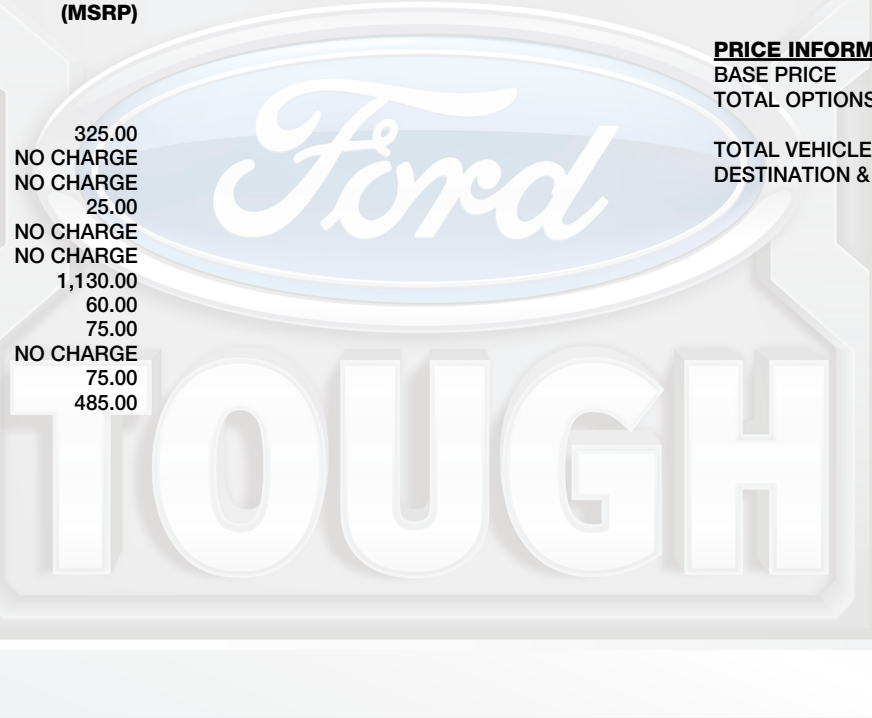 (MSRP)
325.00
NO CHARGE
NO CHARGE
25.00
NO CHARGE
NO CHARGE
1,130.00
60.00
75.00
NO CHARGE
75.00
485.00
PRICE INFORM
BASE PRICE
TOTAL OPTIONS
TOTAL VEHICLE
DESTINATION &
Ford
TOUGH